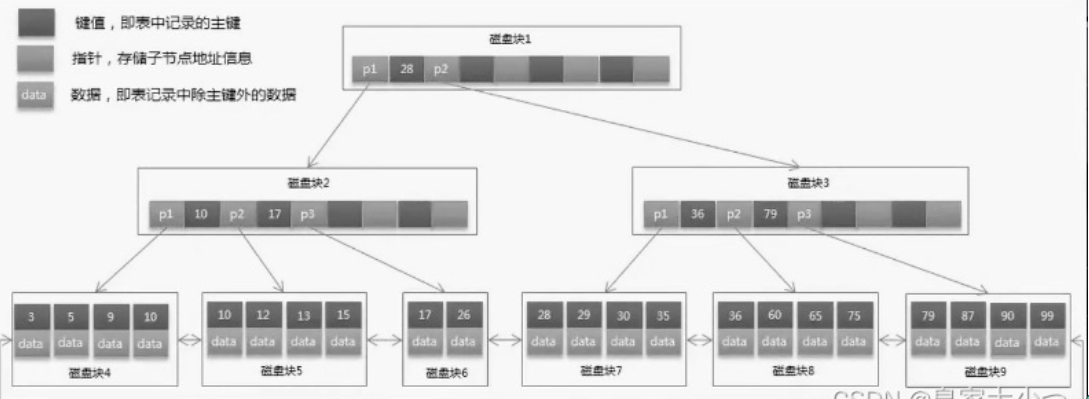 键值，即表中记录的主键
指针，存储子节点地址信息
data 数据，即表记录中除主键外的数据
磁盘块1
p1 28 p2
磁盘块2
p1 10 p2 17 p3
磁盘块3
p1 36 p2 79 p3
3 5 9 10
data data data data
磁盘块4
10 12 13 15
data data data data
磁盘块5
17 26
data data
磁盘块6
28 29 30 35
data data data data
磁盘块7
36 60 65 75
data data data data
磁盘块8
79 87 90 99
data data data data
磁盘块9
CSDN